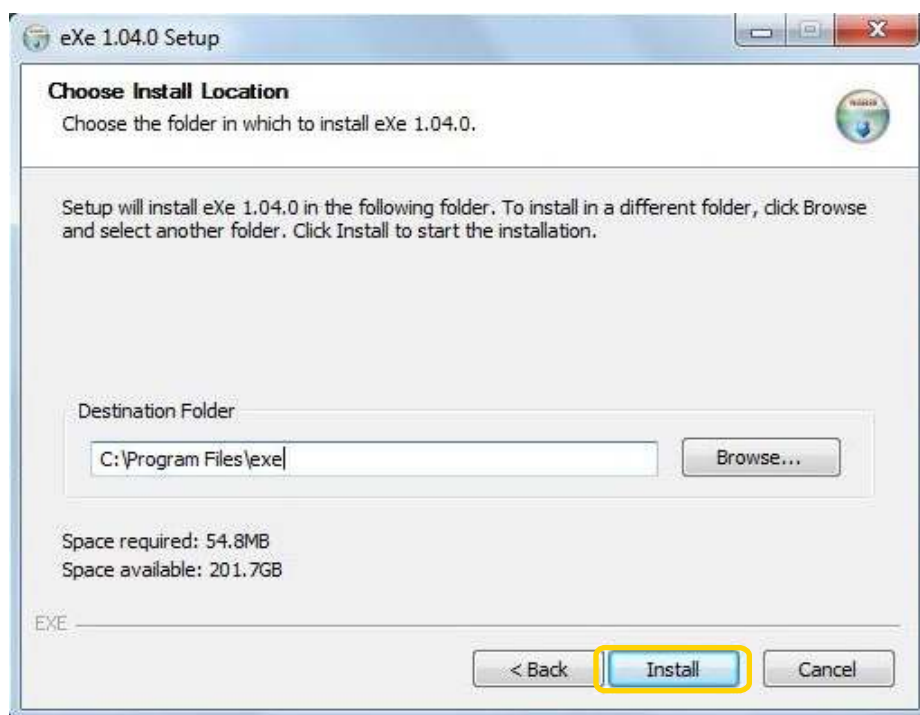 eXe 1.04.0 Setup
Choose Install Location
Choose the folder in which to install eXe 1.04.0.
Setup will install eXe 1.04.0 in the following folder. To install in a different folder, click Browse
and select another folder. Click Install to start the installation.
Destination Folder
C:\Program Files\exe
Browse...
Space required: 54.8MB
Space available: 201.7GB
EXE
< Back
Install
Cancel